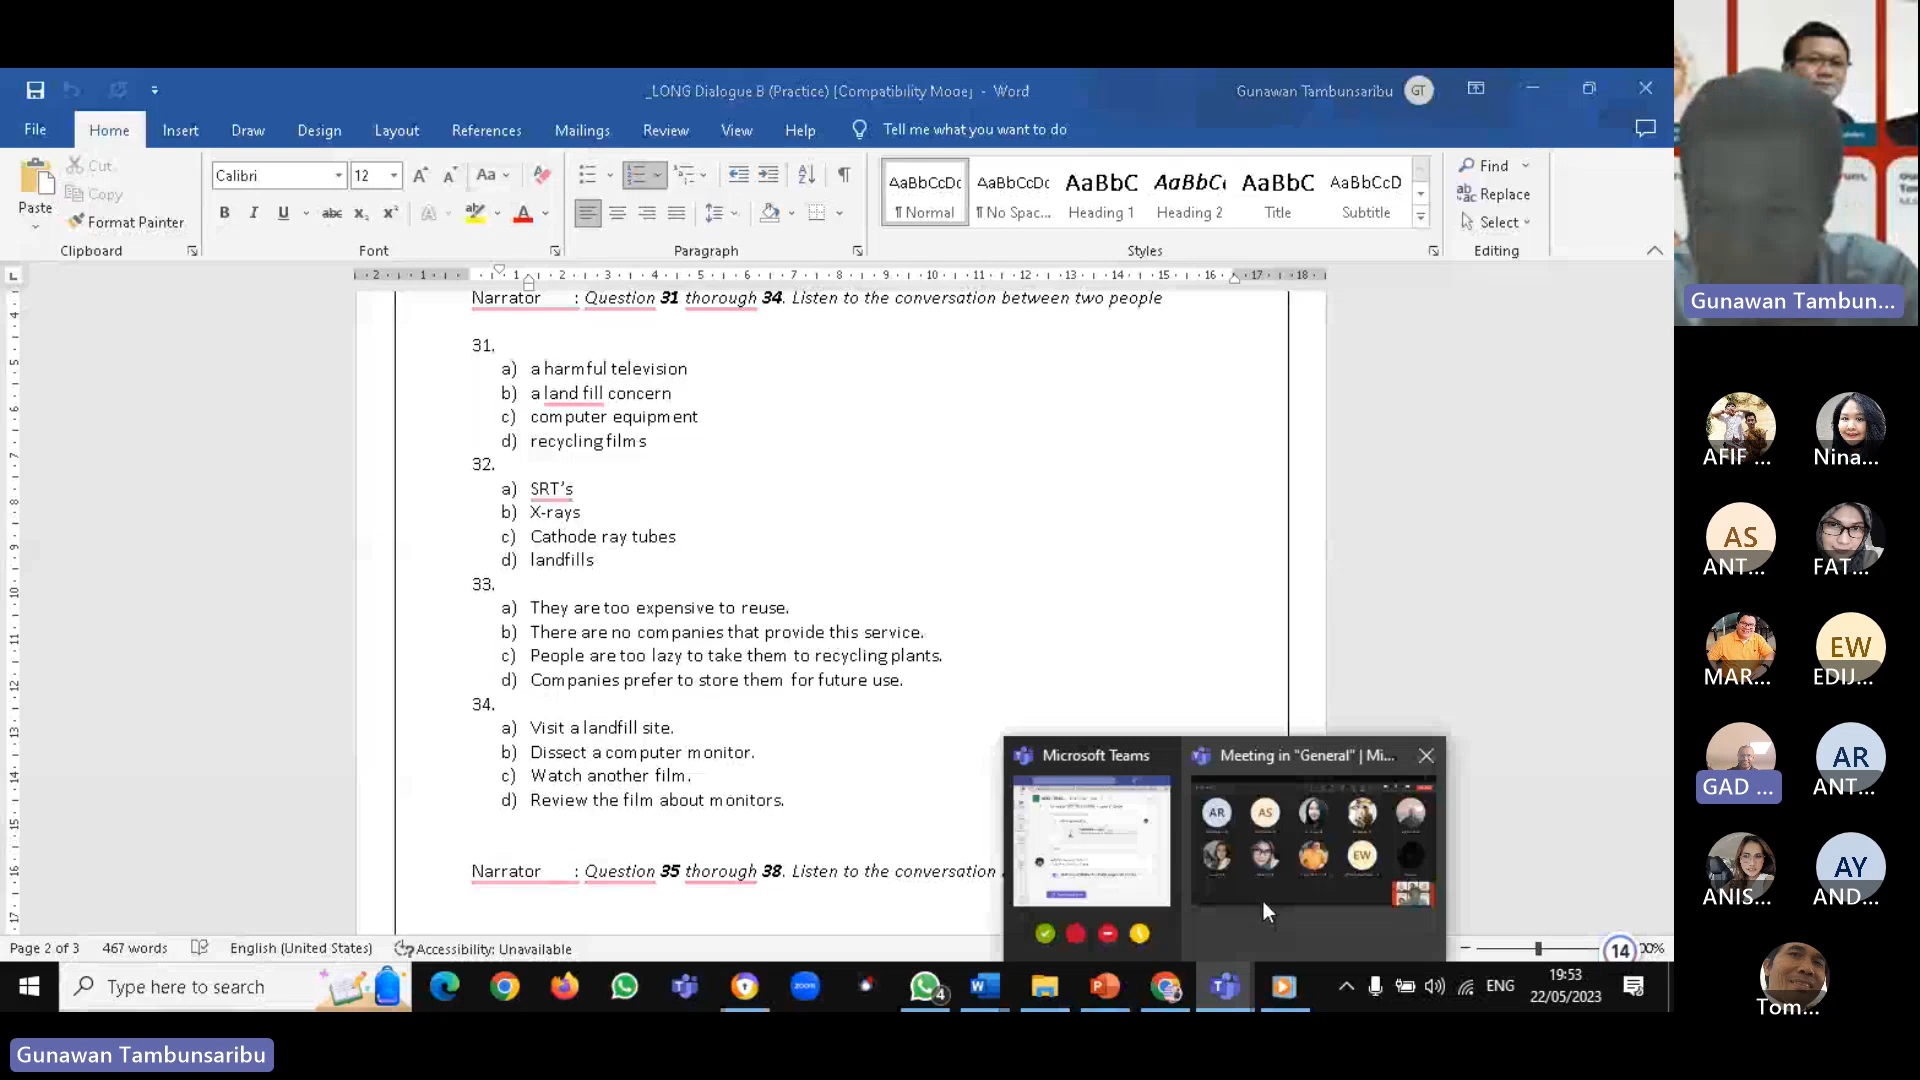 _LONG Dialogue B (Practice) [Compatibility Mode] - Word
Gunawan Tambunsaribu GT
File Home Insert Draw Design Layout References Mailings Review View Help Tell me what you want to do
Paste
Cut
Copy
Format Painter
Clipboard
Calibri 12
Font
Paragraph
AaBbCcDc AaBbCcDc AaBbC AaBbCc AaBbC AaBbCcD
¶ Normal ¶ No Spac... Heading 1 Heading 2 Title Subtitle
Styles
Find
Replace
Select
Editing
Narrator : Question 31 thorough 34. Listen to the conversation between two people
31.
a) a harmful television
b) a land fill concern
c) computer equipment
d) recycling films
32.
a) SRT's
b) X-rays
c) Cathode ray tubes
d) landfills
33.
a) They are too expensive to reuse.
b) There are no companies that provide this service.
c) People are too lazy to take them to recycling plants.
d) Companies prefer to store them for future use.
34.
a) Visit a landfill site.
b) Dissect a computer monitor.
c) Watch another film.
d) Review the film about monitors.
Narrator : Question 35 thorough 38. Listen to the conversation
Microsoft Teams
Meeting in "General" | Mi...
AR AS
EW
Page 2 of 3 467 words English (United States) Accessibility: Unavailable
14
Type here to search
zoom
4
ENG
19:53
22/05/2023
Gunawan Tambunsaribu
Gunawan Tambun...
AFIF ... Nina...
AS
ANT... FAT...
EW
MAR... EDIJ...
AR
GAD ... ANT...
AY
ANIS... AND...
Tom...